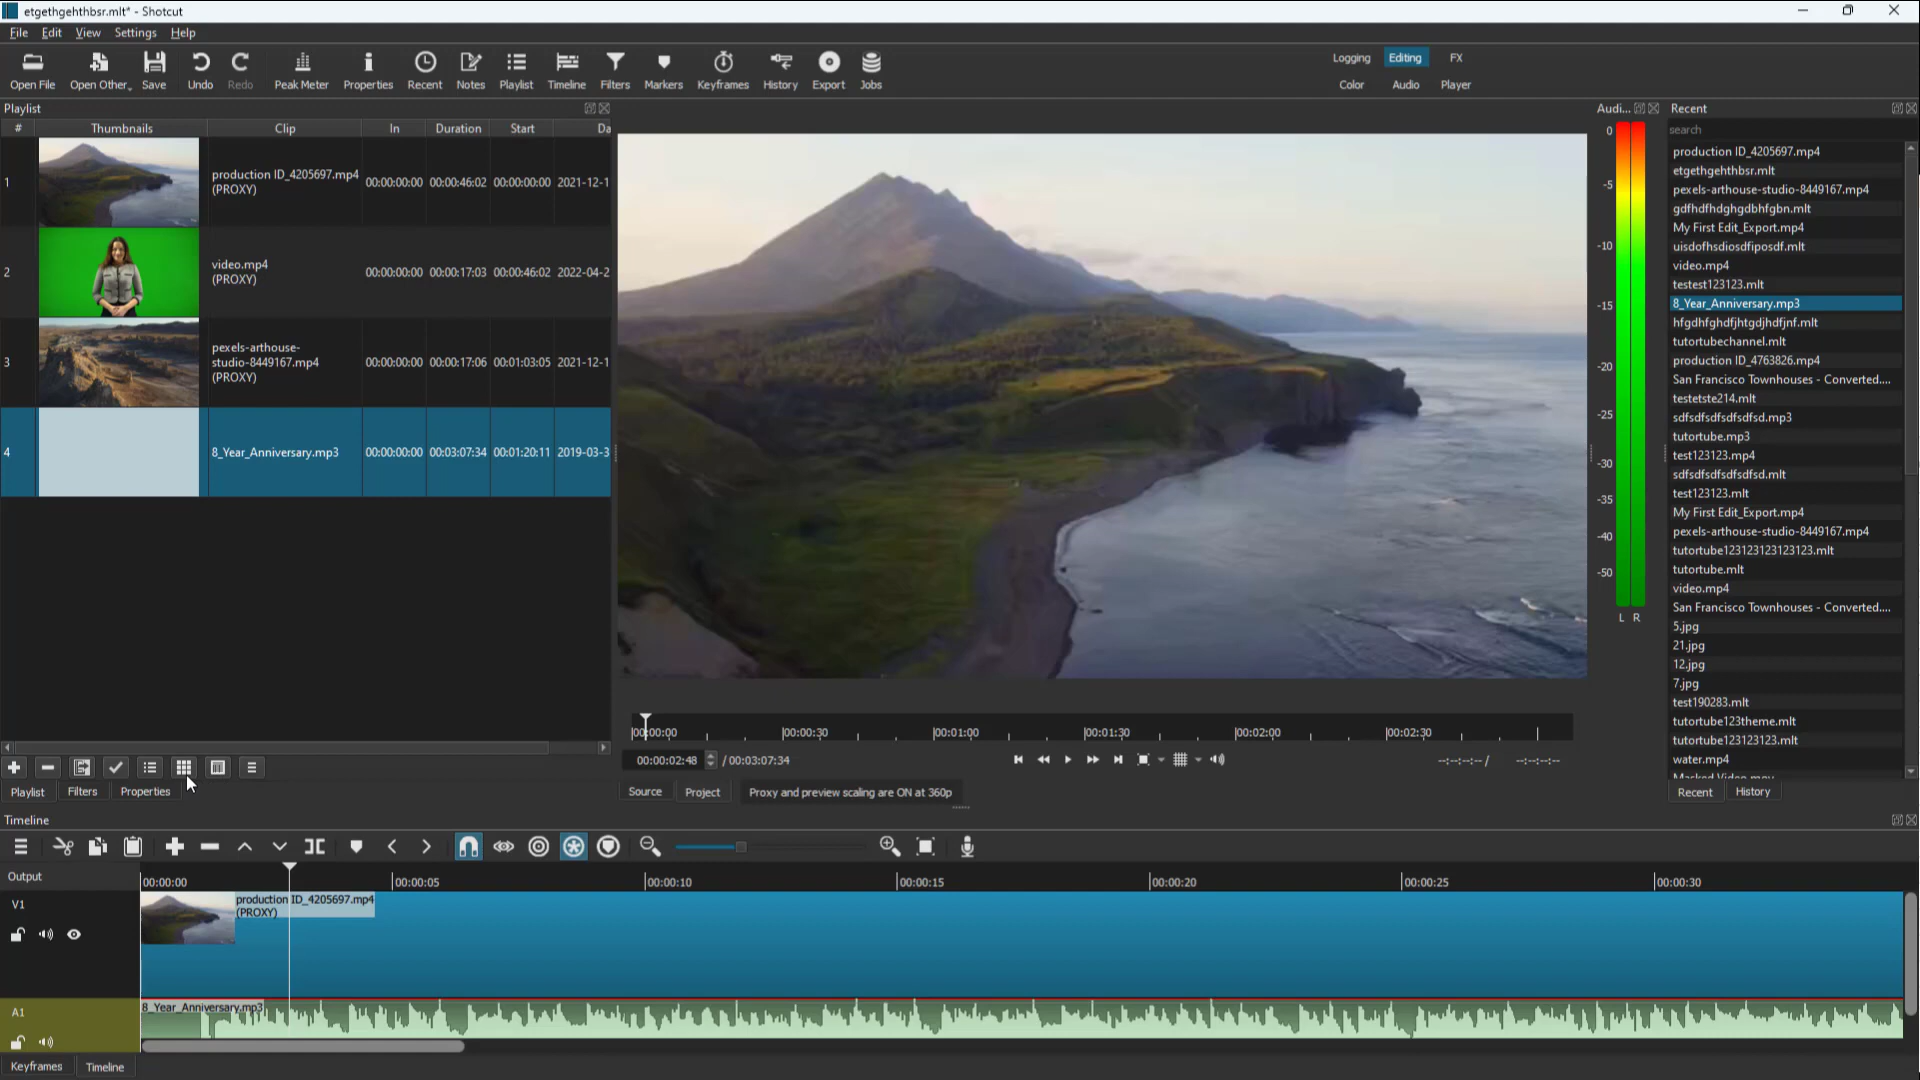 etgethgehthbsr.mlt* - Shotcut
File Edit View Settings Help
Open File Open Other... Save Undo Redo Peak Meter Properties Recent Notes Playlist Timeline Filters Markers Keyframes History Export Jobs
Logging Editing FX
Color Audio Player
Playlist
# Thumbnails Clip In Duration Start Da
1 production ID_4205697.mp4 (PROXY) 00:00:00:00 00:00:46:02 00:00:00:00 2021-12-1
2 video.mp4 (PROXY) 00:00:00:00 00:00:17:03 00:00:46:02 2022-04-2
3 pexels-arthouse-studio-8449167.mp4 (PROXY) 00:00:00:00 00:00:17:06 00:01:03:05 2021-12-1
4 8_Year_Anniversary.mp3 00:00:00:00 00:03:07:34 00:01:20:11 2019-03-3
Playlist Filters Properties
00:00:00 00:00:30 00:01:00 00:01:30 00:02:00 00:02:30
00:00:02:48 / 00:03:07:34
--:--:--:-- / --:--:--:--
Source Project Proxy and preview scaling are ON at 360p
Audi...
0
-5
-10
-15
-20
-25
-30
-35
-40
-50
L R
Recent
search
production ID_4205697.mp4
etgethgehthbsr.mlt
pexels-arthouse-studio-8449167.mp4
gdfhdfhdghgdbhfgbn.mlt
My First Edit_Export.mp4
uisdofhsdiosdfiposdf.mlt
video.mp4
testest123123.mlt
8_Year_Anniversary.mp3
hfgdhfghdfjhtgdjhdfjnf.mlt
tutortubechannel.mlt
production ID_4763826.mp4
San Francisco Townhouses - Converted....
testetste214.mlt
sdfsdfsdfsdfsdfsd.mp3
tutortube.mp3
test123123.mp4
sdfsdfsdfsdfsdfsd.mlt
test123123.mlt
My First Edit_Export.mp4
pexels-arthouse-studio-8449167.mp4
tutortube123123123123123.mlt
tutortube.mlt
video.mp4
San Francisco Townhouses - Converted....
5.jpg
21.jpg
12.jpg
7.jpg
test190283.mlt
tutortube123theme.mlt
tutortube123123123.mlt
water.mp4
Masked Video.mov
Recent History
Timeline
Output
00:00:00 00:00:05 00:00:10 00:00:15 00:00:20 00:00:25 00:00:30
V1
production ID_4205697.mp4
(PROXY)
A1
8_Year_Anniversary.mp3
Keyframes Timeline